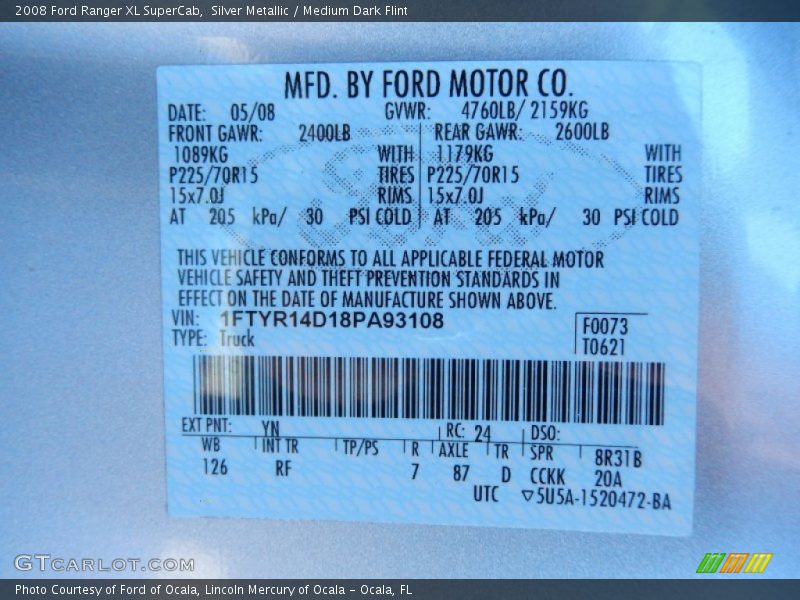 2008 Ford Ranger XL SuperCab,  Silver Metallic / Medium Dark Flint
MFD. BY FORD MOTOR CO.
DATE: 05/08 GVWR: 4760LB/ 2159KG
FRONT GAWR: 2400LB REAR GAWR: 2600LB
1089KG WITH 1179KG WITH
P225/70R15 TIRES P225/70R15 TIRES
15x7.0J RIMS 15x7.0J RIMS
AT 205 kPa/ 30 PSI COLD AT 205 kPa/ 30 PSI COLD
THIS VEHICLE CONFORMS TO ALL APPLICABLE FEDERAL MOTOR
VEHICLE SAFETY AND THEFT PREVENTION STANDARDS IN
EFFECT ON THE DATE OF MANUFACTURE SHOWN ABOVE.
VIN: 1FTYR14D18PA93108 F0073
TYPE: Truck T0621
EXT PNT: YN RC: 24 DSO:
WB INT TR TP/PS R AXLE TR SPR 8R31B
126 RF 7 87 D CCKK 20A
UTC ▽5U5A-1520472-BA
GTCARLOT.COM
Photo Courtesy of Ford of Ocala, Lincoln Mercury of Ocala - Ocala, FL